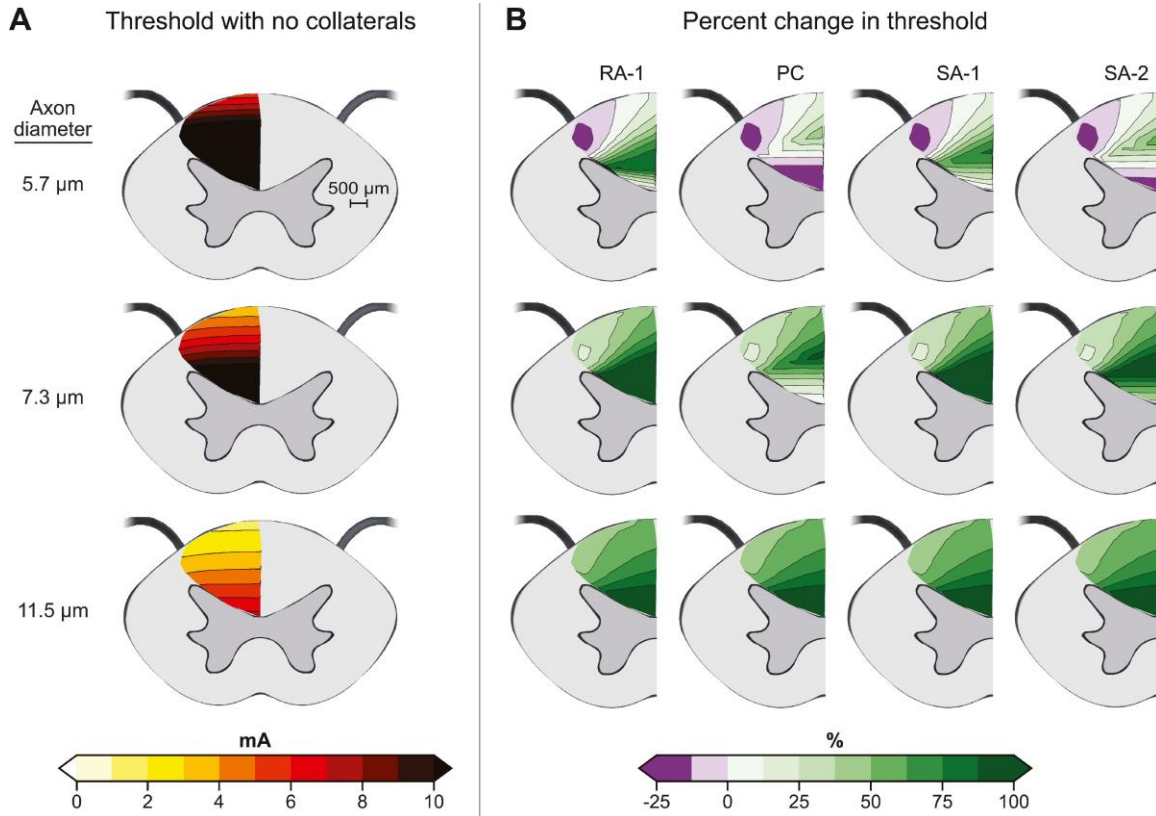 A Threshold with no collaterals
B Percent change in threshold
RA-1 PC SA-1 SA-2
Axon
diameter
5.7 µm
500 µm
7.3 µm
11.5 µm
mA
0 2 4 6 8 10
%
-25 0 25 50 75 100